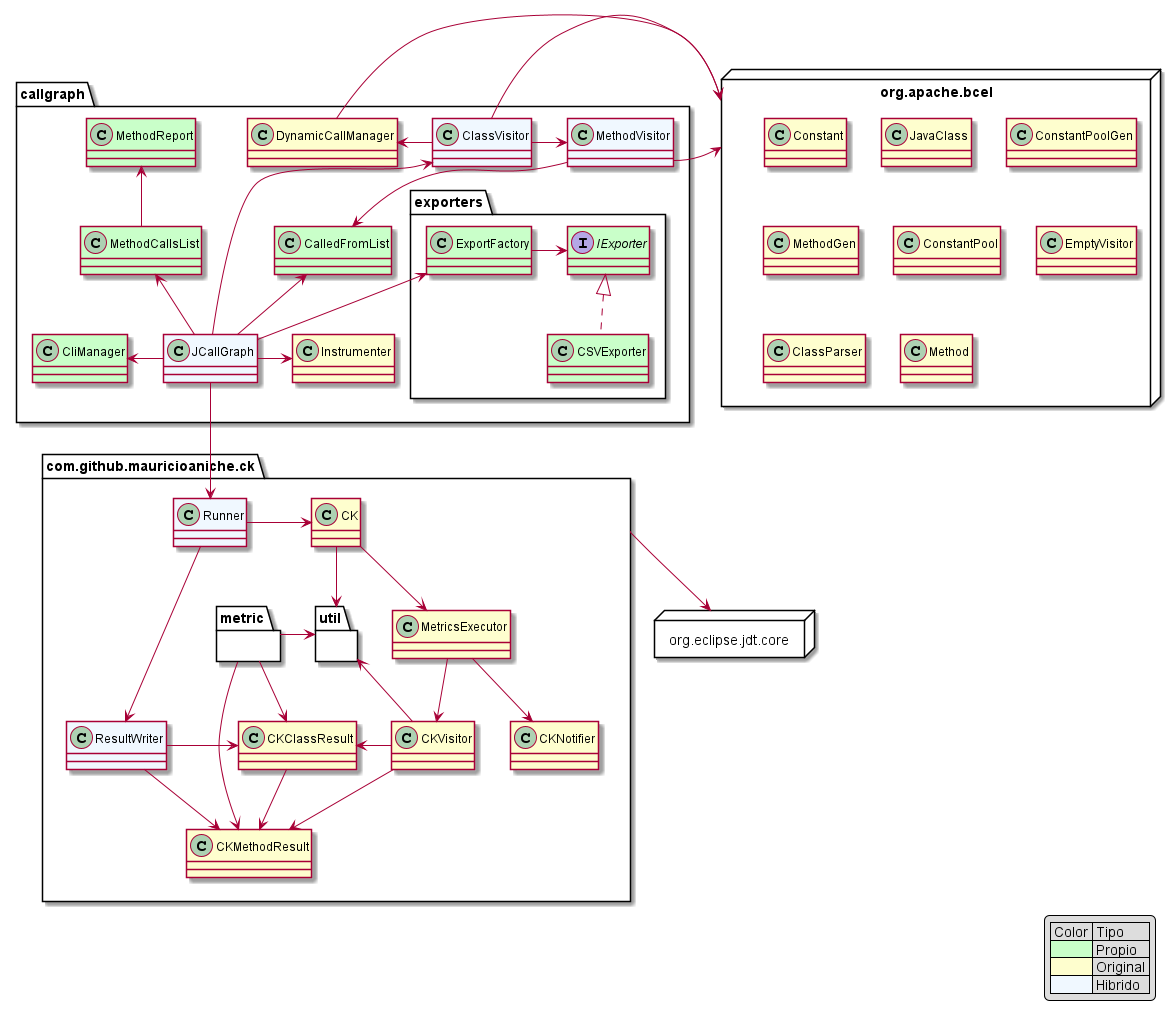 callgraph
org.apache.bcel
C MethodReport
C DynamicCallManager
C ClassVisitor
C MethodVisitor
C Constant
C JavaClass
C ConstantPoolGen
exporters
C MethodCallsList
C CalledFromList
C ExportFactory
I IExporter
C MethodGen
C ConstantPool
C EmptyVisitor
C CliManager
C JCallGraph
C Instrumenter
C CSVExporter
C ClassParser
C Method
com.github.mauricioaniche.ck
C Runner
C CK
metric
util
C MetricsExecutor
org.eclipse.jdt.core
C ResultWriter
C CKClassResult
C CKVisitor
C CKNotifier
C CKMethodResult
Color Tipo
Propio
Original
Hibrido